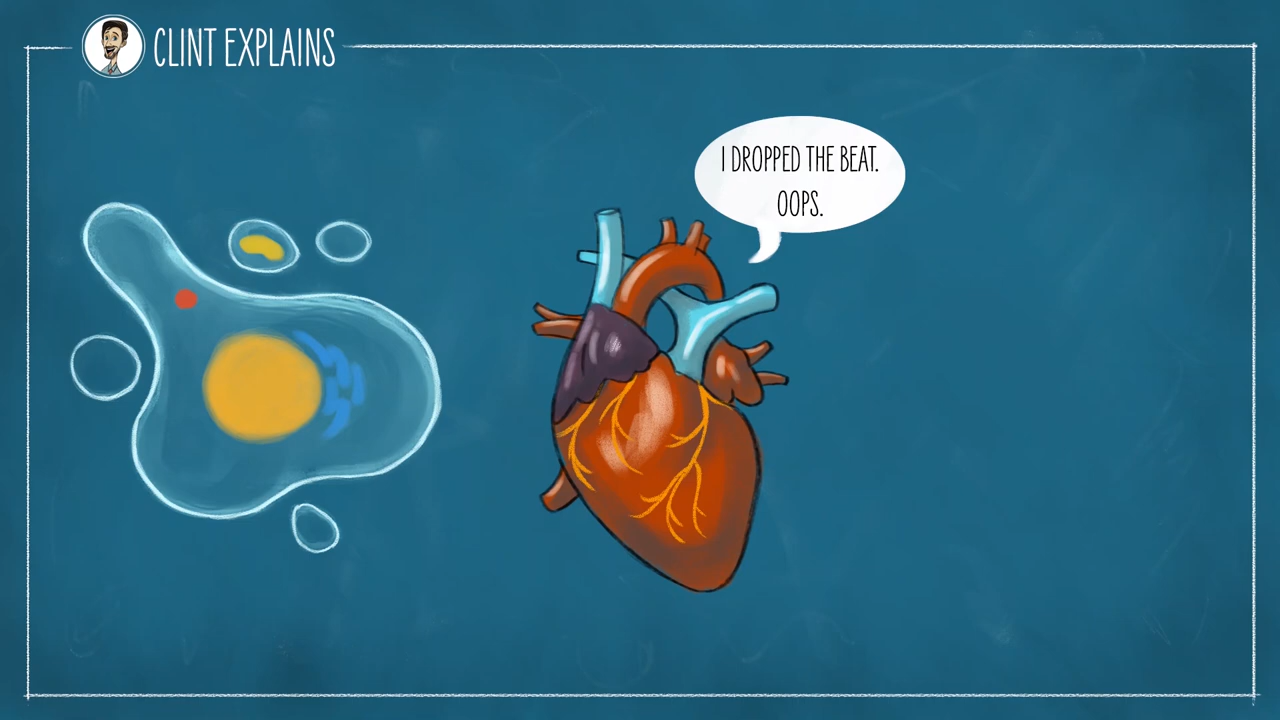 CLINT EXPLAINS
I DROPPED THE BEAT.
OOPS.